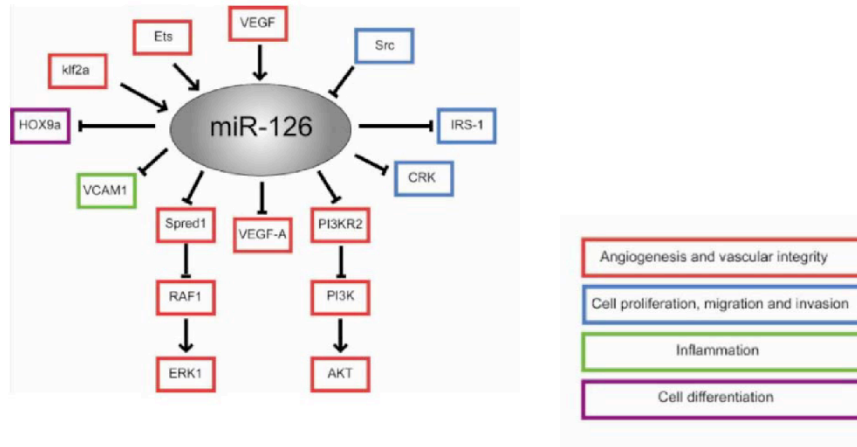 VEGF
Ets
Src
klf2a
HOX9a
miR-126
IRS-1
VCAM1
CRK
Spred1
VEGF-A
PI3KR2
RAF1
PI3K
ERK1
AKT
Angiogenesis and vascular integrity
Cell proliferation, migration and invasion
Inflammation
Cell differentiation